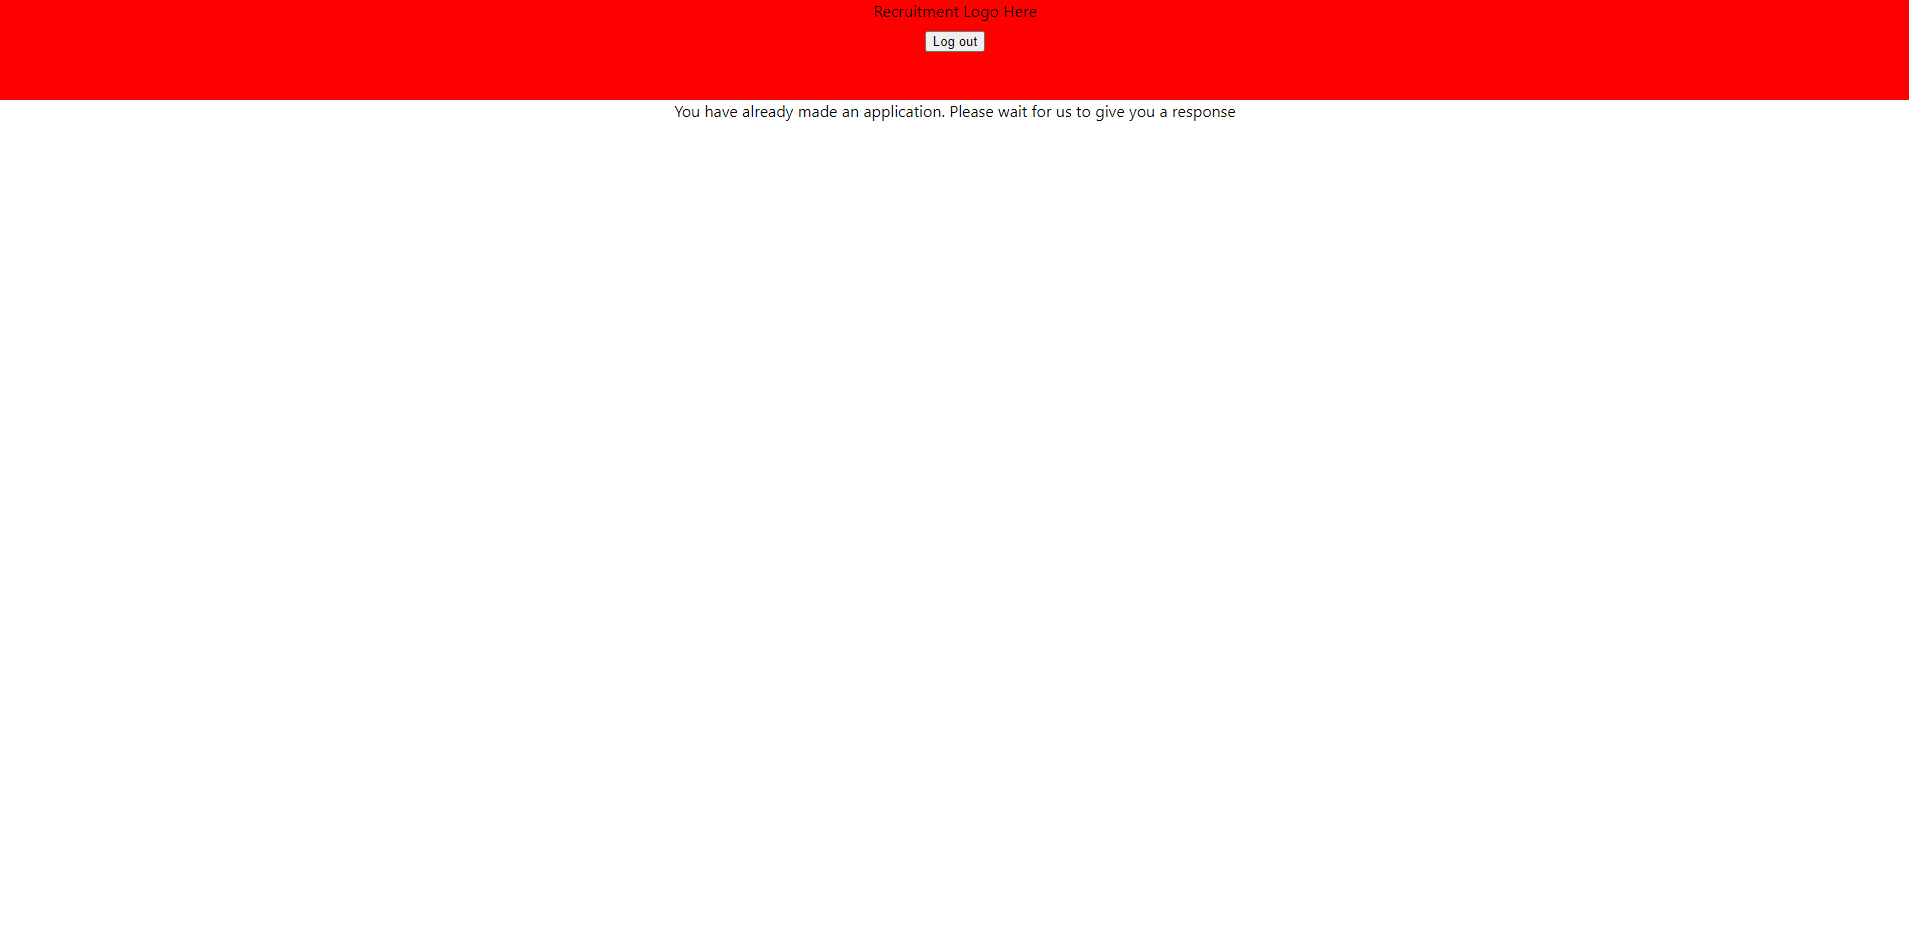 Recruitment Logo Here
Log out
You have already made an application. Please wait for us to give you a response